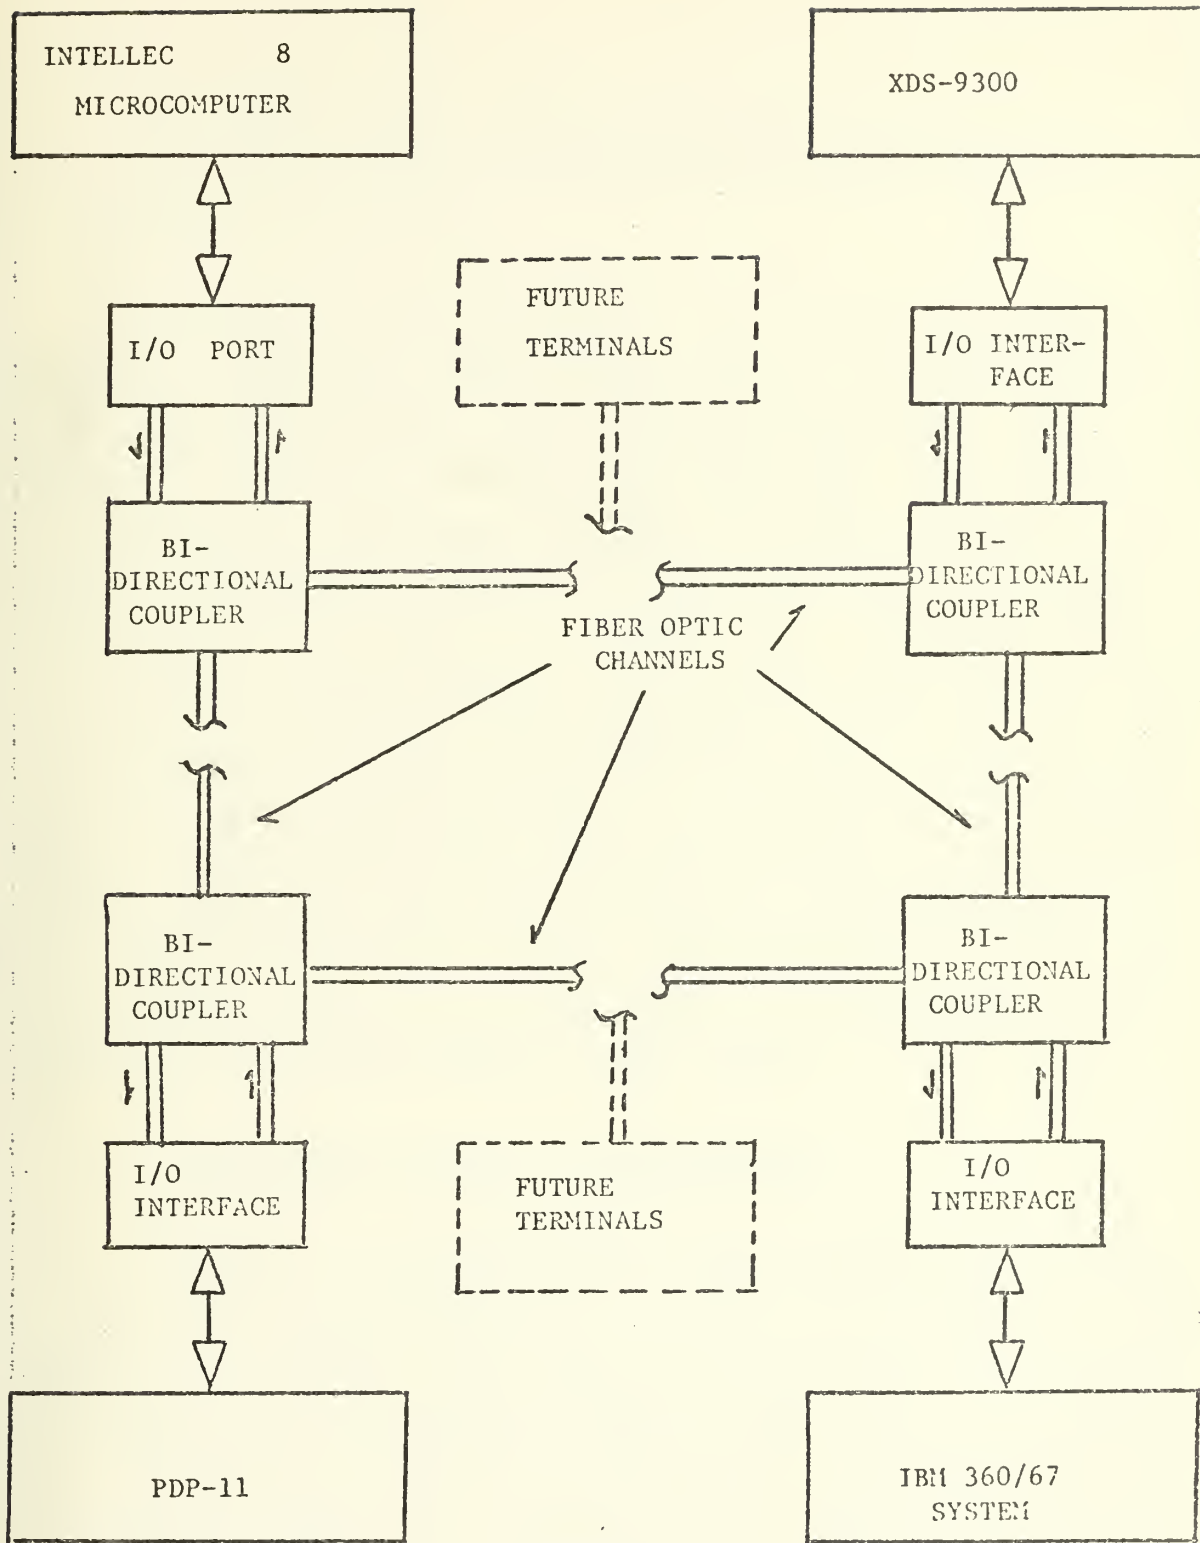 INTELLEC 8
MICROCOMPUTER
XDS-9300
FUTURE
TERMINALS
I/O PORT
I/O INTER-
FACE
BI-
DIRECTIONAL
COUPLER
BI-
DIRECTIONAL
COUPLER
FIBER OPTIC
CHANNELS
BI-
DIRECTIONAL
COUPLER
BI-
DIRECTIONAL
COUPLER
I/O
INTERFACE
FUTURE
TERMINALS
I/O
INTERFACE
PDP-11
IBM 360/67
SYSTEM